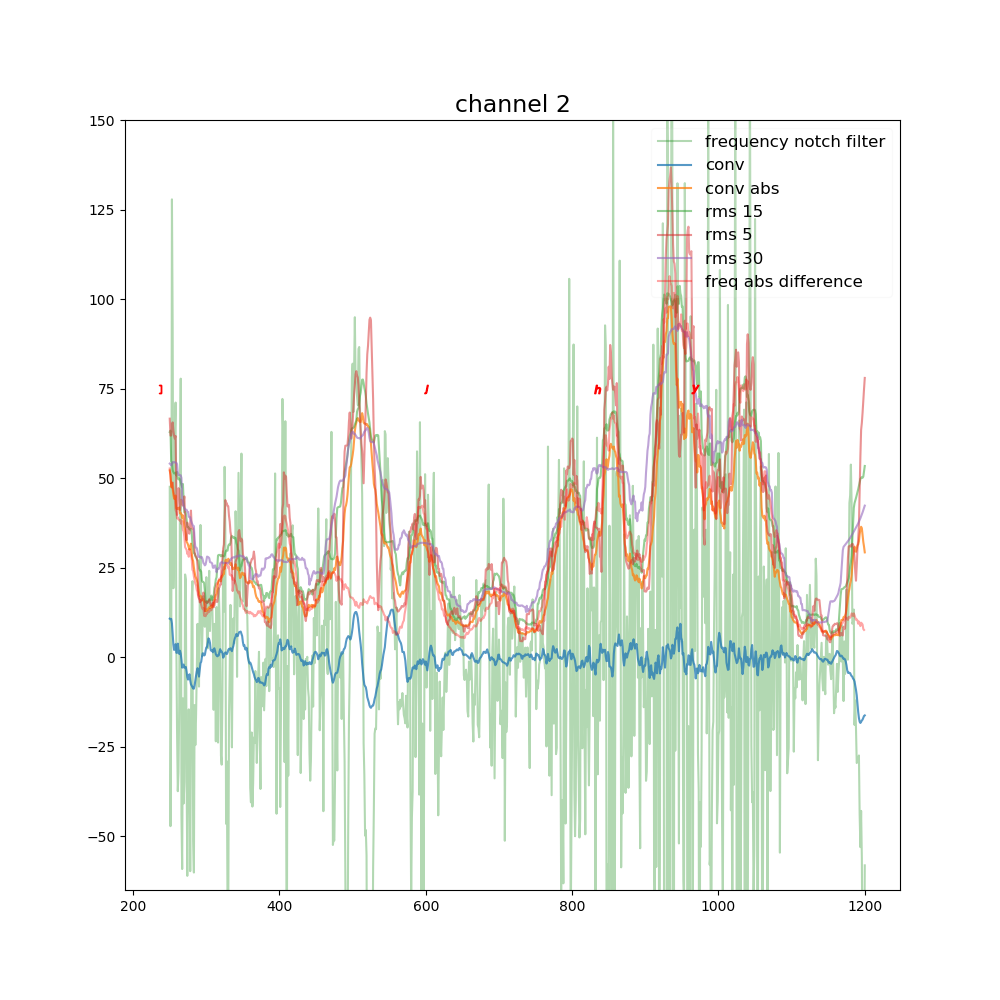 channel 2
150
125
100
75
50
25
0
−25
−50
frequency notch filter
conv
conv abs
rms 15
rms 5
rms 30
freq abs difference
J h y
200 400 600 800 1000 1200